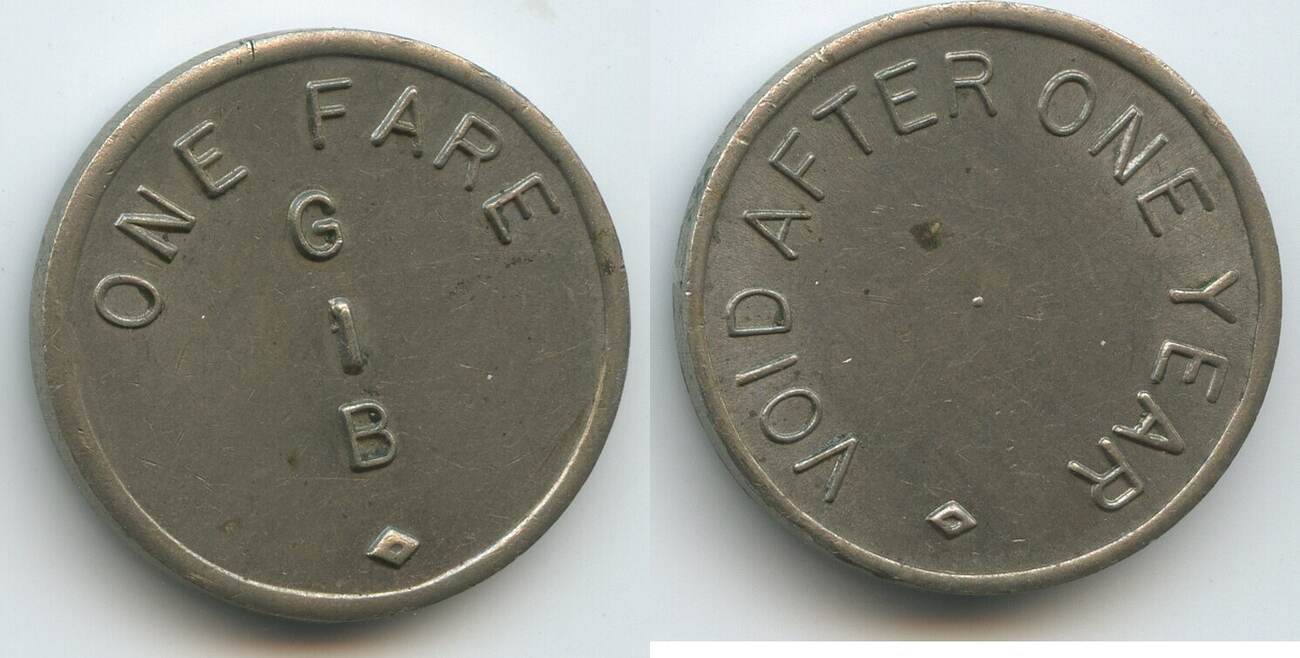 ONE FARE
G
1
B
VOID AFTER ONE YEAR